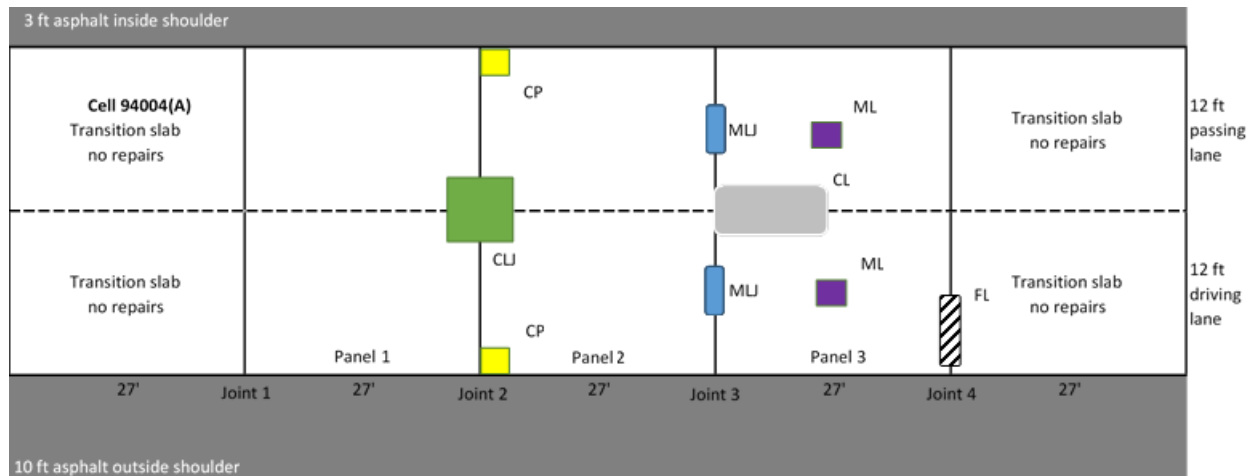 3 ft asphalt inside shoulder
Cell 94004(A)
Transition slab
no repairs
CP
MLJ
ML
CL
Transition slab
no repairs
12 ft
passing
lane
Transition slab
no repairs
CLJ
CP
MLJ
ML
FL
Transition slab
no repairs
12 ft
driving
lane
Panel 1
Panel 2
Panel 3
27' Joint 1 27' Joint 2 27' Joint 3 27' Joint 4 27'
10 ft asphalt outside shoulder